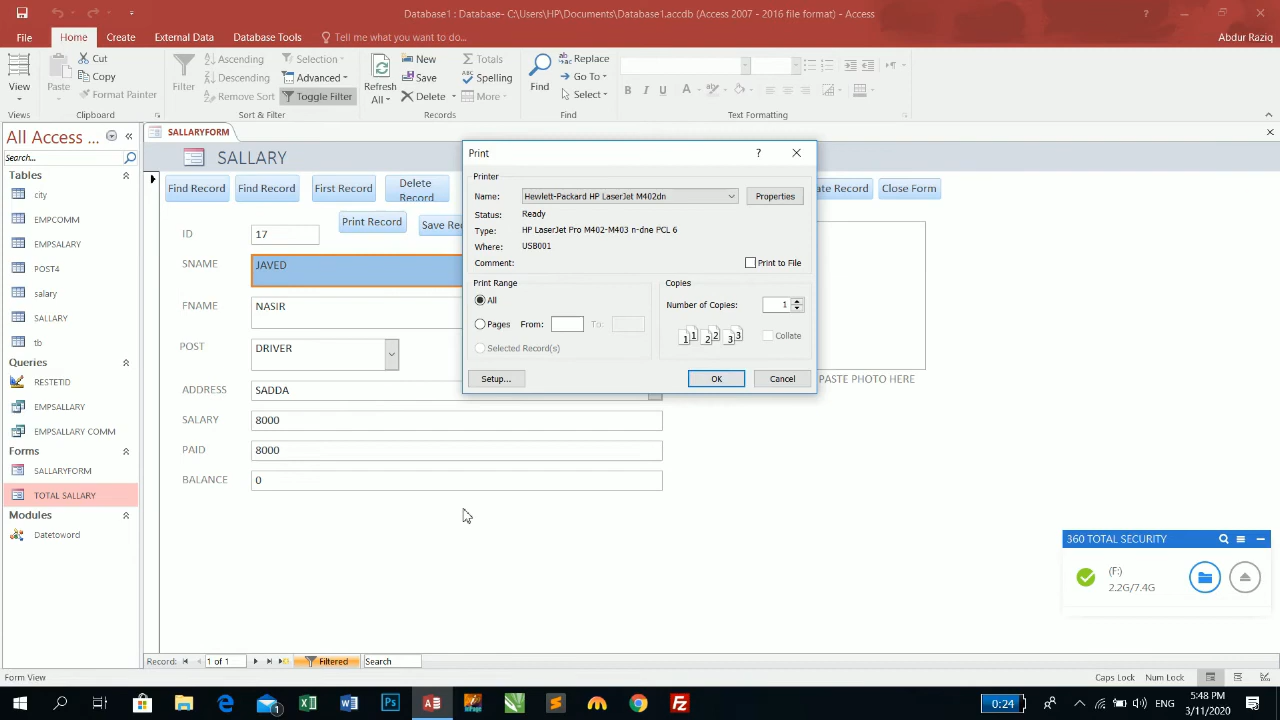 Database1 : Database- C:\Users\HP\Documents\Database1.accdb (Access 2007 - 2016 file format) - Access
File Home Create External Data Database Tools Tell me what you want to do... Abdur Raziq
View
Paste
Cut
Copy
Format Painter
Clipboard
Filter
Ascending
Descending
Remove Sort
Selection
Advanced
Toggle Filter
Sort & Filter
Refresh
All
New
Save
Delete
Totals
Spelling
More
Records
Find
Replace
Go To
Select
Find
B I U A
Text Formatting
All Access ...
Search...
Tables
city
EMPCOMM
EMPSALARY
POST4
salary
SALLARY
tb
Queries
RESTETID
EMPSALLARY
EMPSALLARY COMM
Forms
SALLARYFORM
TOTAL SALLARY
Modules
Datetoword
SALLARYFORM
SALLARY
Find Record Find Record First Record Delete
Record
ate Record Close Form
Print Record Save Rec
ID 17
SNAME JAVED
FNAME NASIR
POST DRIVER
ADDRESS SADDA
SALARY 8000
PAID 8000
BALANCE 0
PASTE PHOTO HERE
Print
?
Printer
Name: Hewlett-Packard HP LaserJet M402dn Properties
Status: Ready
Type: HP LaserJet Pro M402-M403 n-dne PCL 6
Where: USB001
Comment: Print to File
Print Range
All
Pages From: To:
Selected Record(s)
Copies
Number of Copies: 1
1 1 2 2 3 3 Collate
Setup... OK Cancel
360 TOTAL SECURITY
(F:)
2.2G/7.4G
Record: 1 of 1 Filtered Search
Form View Caps Lock Num Lock
0:24 ENG 5:48 PM
3/11/2020